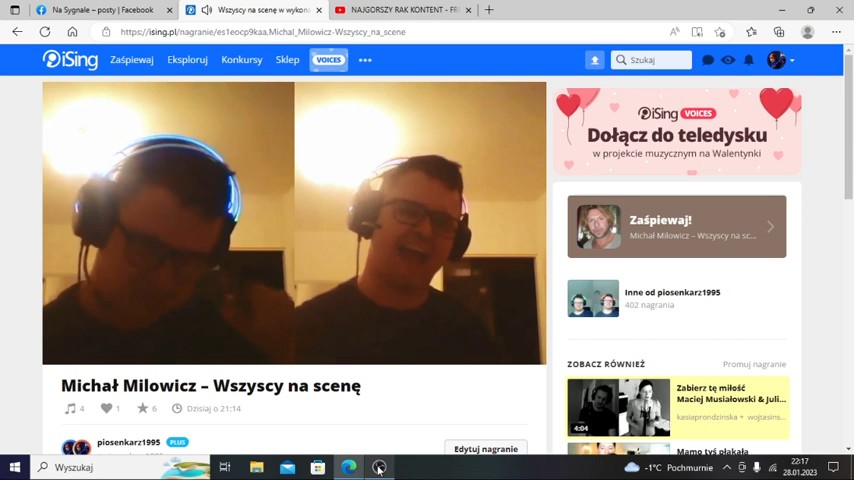 Na Sygnale – posty | Facebook
Wszyscy na scenę w wykona
NAJGORSZY RAK KONTENT - FR
https://ising.pl/nagranie/es1eocp9kaa.Michal_Milowicz-Wszyscy_na_scene
iSing
Zaśpiewaj
Eksploruj
Konkursy
Sklep
VOICES
Szukaj
iSing VOICES
Dołącz do teledysku
w projekcie muzycznym na Walentynki
Zaśpiewaj!
Michał Milowicz – Wszyscy na sc...
Inne od piosenkarz1995
402 nagrania
ZOBACZ RÓWNIEŻ
Promuj nagranie
4:04
Zabierz tę miłość
Maciej Musiałowski & Juli...
kasiaprondzinska + wojtasins...
Mamo tyś płakała
Michał Milowicz – Wszyscy na scenę
4
1
6
Dzisiaj o 21:14
piosenkarz1995 PLUS
Edytuj nagranie
Wyszukaj
-1°C Pochmurnie
22:17
28.01.2023